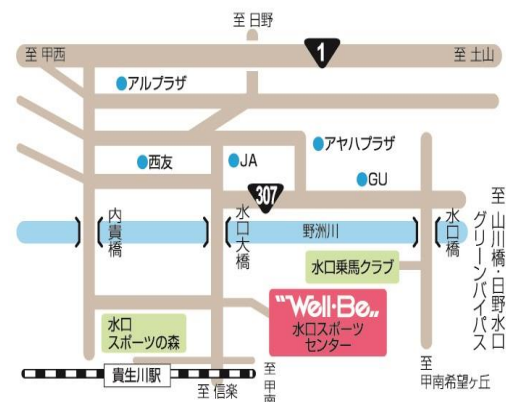 至 日野
至 甲西
1
至 土山
アルプラザ
アヤハプラザ
西友
JA
GU
307
内貴橋
水口大橋
野洲川
水口橋
至 山川橋・日野水口
グリーンバイパス
水口乗馬クラブ
"Well・Be"
水口スポーツ
センター
水口
スポーツの森
貴生川駅
至 信楽
至 甲南
至
甲南希望ヶ丘